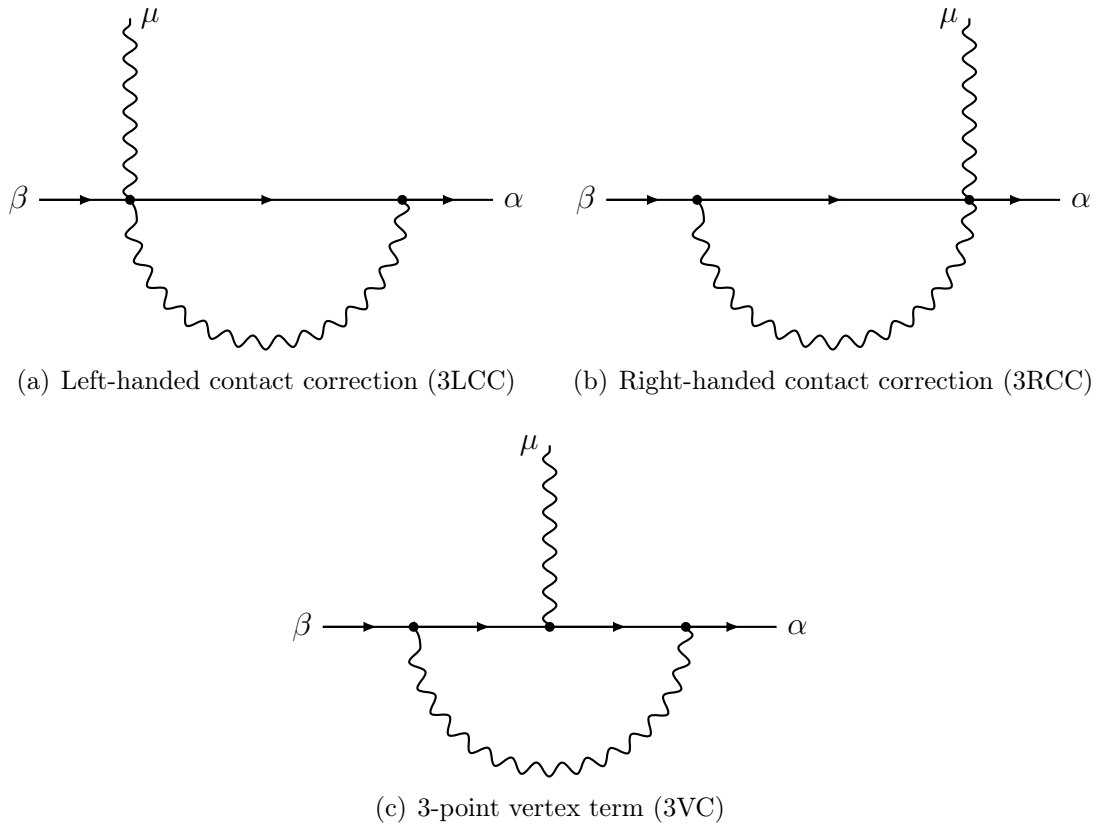 μ μ
β α β α
(a) Left-handed contact correction (3LCC) (b) Right-handed contact correction (3RCC)
μ
β α
(c) 3-point vertex term (3VC)